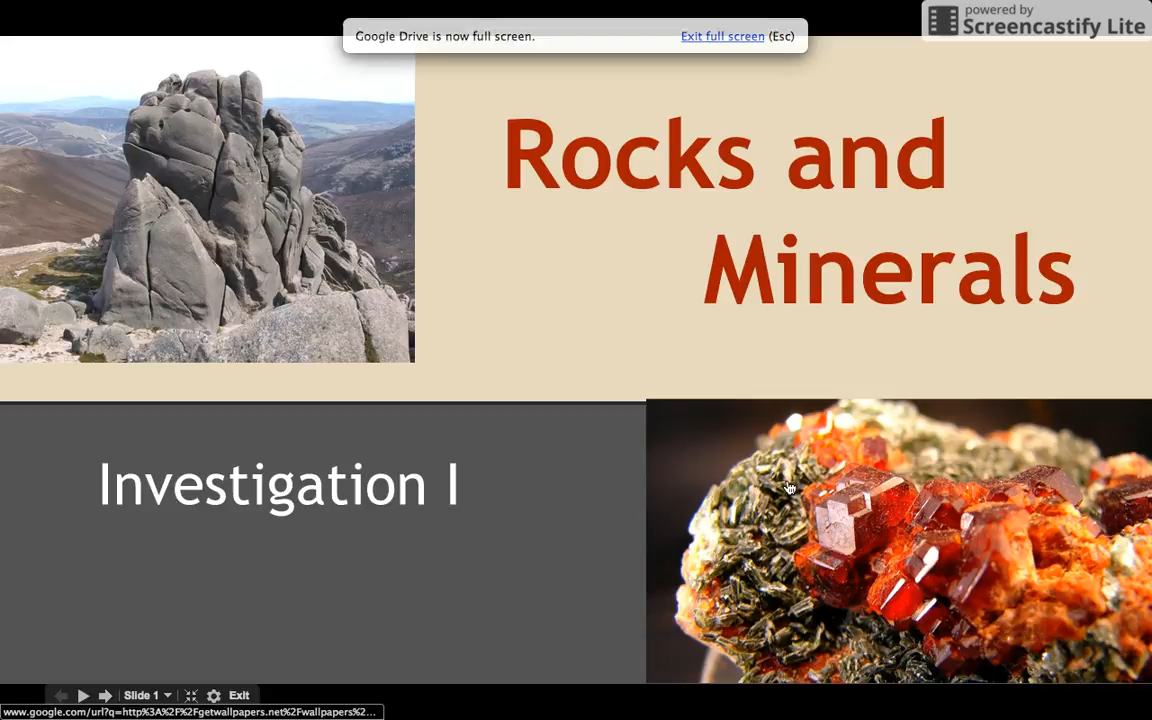 powered by
Screencastify Lite
Google Drive is now full screen. Exit full screen (Esc)
Rocks and
Minerals
Investigation I
Slide 1 Exit
www.google.com/url?q=http%3A%2F%2Fgetwallpapers.net%2Fwallpapers%2...